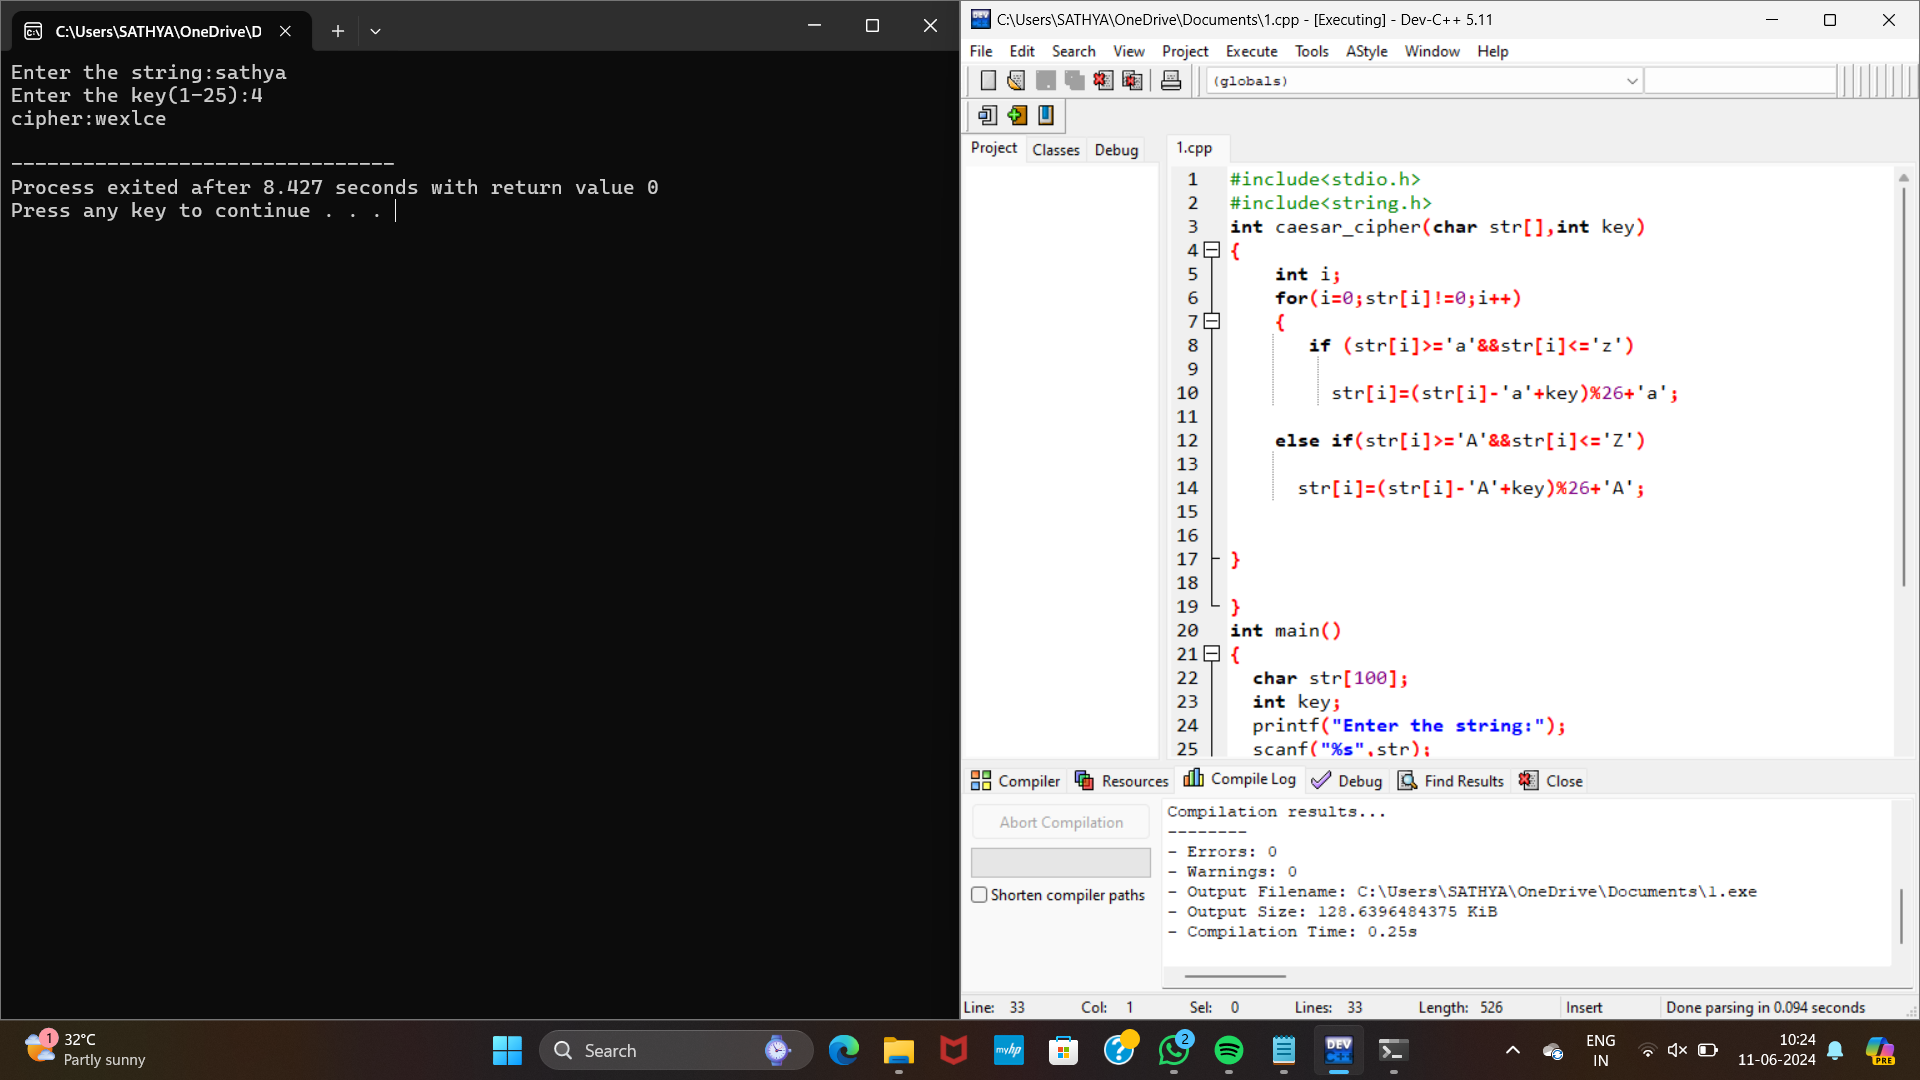 C:\Users\SATHYA\OneDrive\D
Enter the string:sathya
Enter the key(1-25):4
cipher:wexlce
--------------------------------
Process exited after 8.427 seconds with return value 0
Press any key to continue . . .
C:\Users\SATHYA\OneDrive\Documents\1.cpp - [Executing] - Dev-C++ 5.11
File Edit Search View Project Execute Tools AStyle Window Help
(globals)
Project Classes Debug
1.cpp
1 #include<stdio.h>
2 #include<string.h>
3 int caesar_cipher(char str[],int key)
4 {
5 int i;
6 for(i=0;str[i]!=0;i++)
7 {
8 if (str[i]>='a'&&str[i]<='z')
9
10 str[i]=(str[i]-'a'+key)%26+'a';
11
12 else if(str[i]>='A'&&str[i]<='Z')
13
14 str[i]=(str[i]-'A'+key)%26+'A';
15
16
17 }
18
19 }
20 int main()
21 {
22 char str[100];
23 int key;
24 printf("Enter the string:");
25 scanf("%s",str);
Compiler Resources Compile Log Debug Find Results Close
Abort Compilation
Shorten compiler paths
Compilation results...
--------
- Errors: 0
- Warnings: 0
- Output Filename: C:\Users\SATHYA\OneDrive\Documents\1.exe
- Output Size: 128.6396484375 KiB
- Compilation Time: 0.25s
Line: 33 Col: 1 Sel: 0 Lines: 33 Length: 526 Insert Done parsing in 0.094 seconds
1
32°C
Partly sunny
Search
myhp
2
DEV
C++
ENG
IN
10:24
11-06-2024
PRE